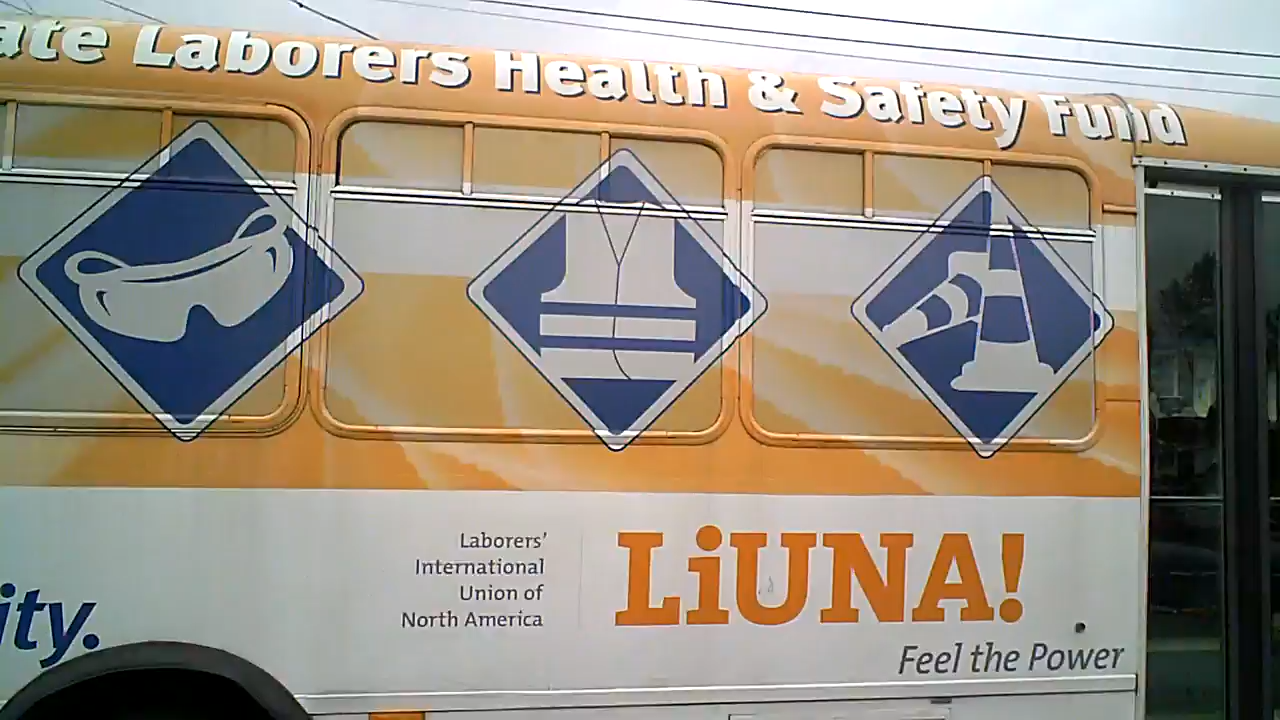 ate Laborers Health & Safety Fund
Laborers'
International
Union of
North America
LiUNA!
Feel the Power
ity.